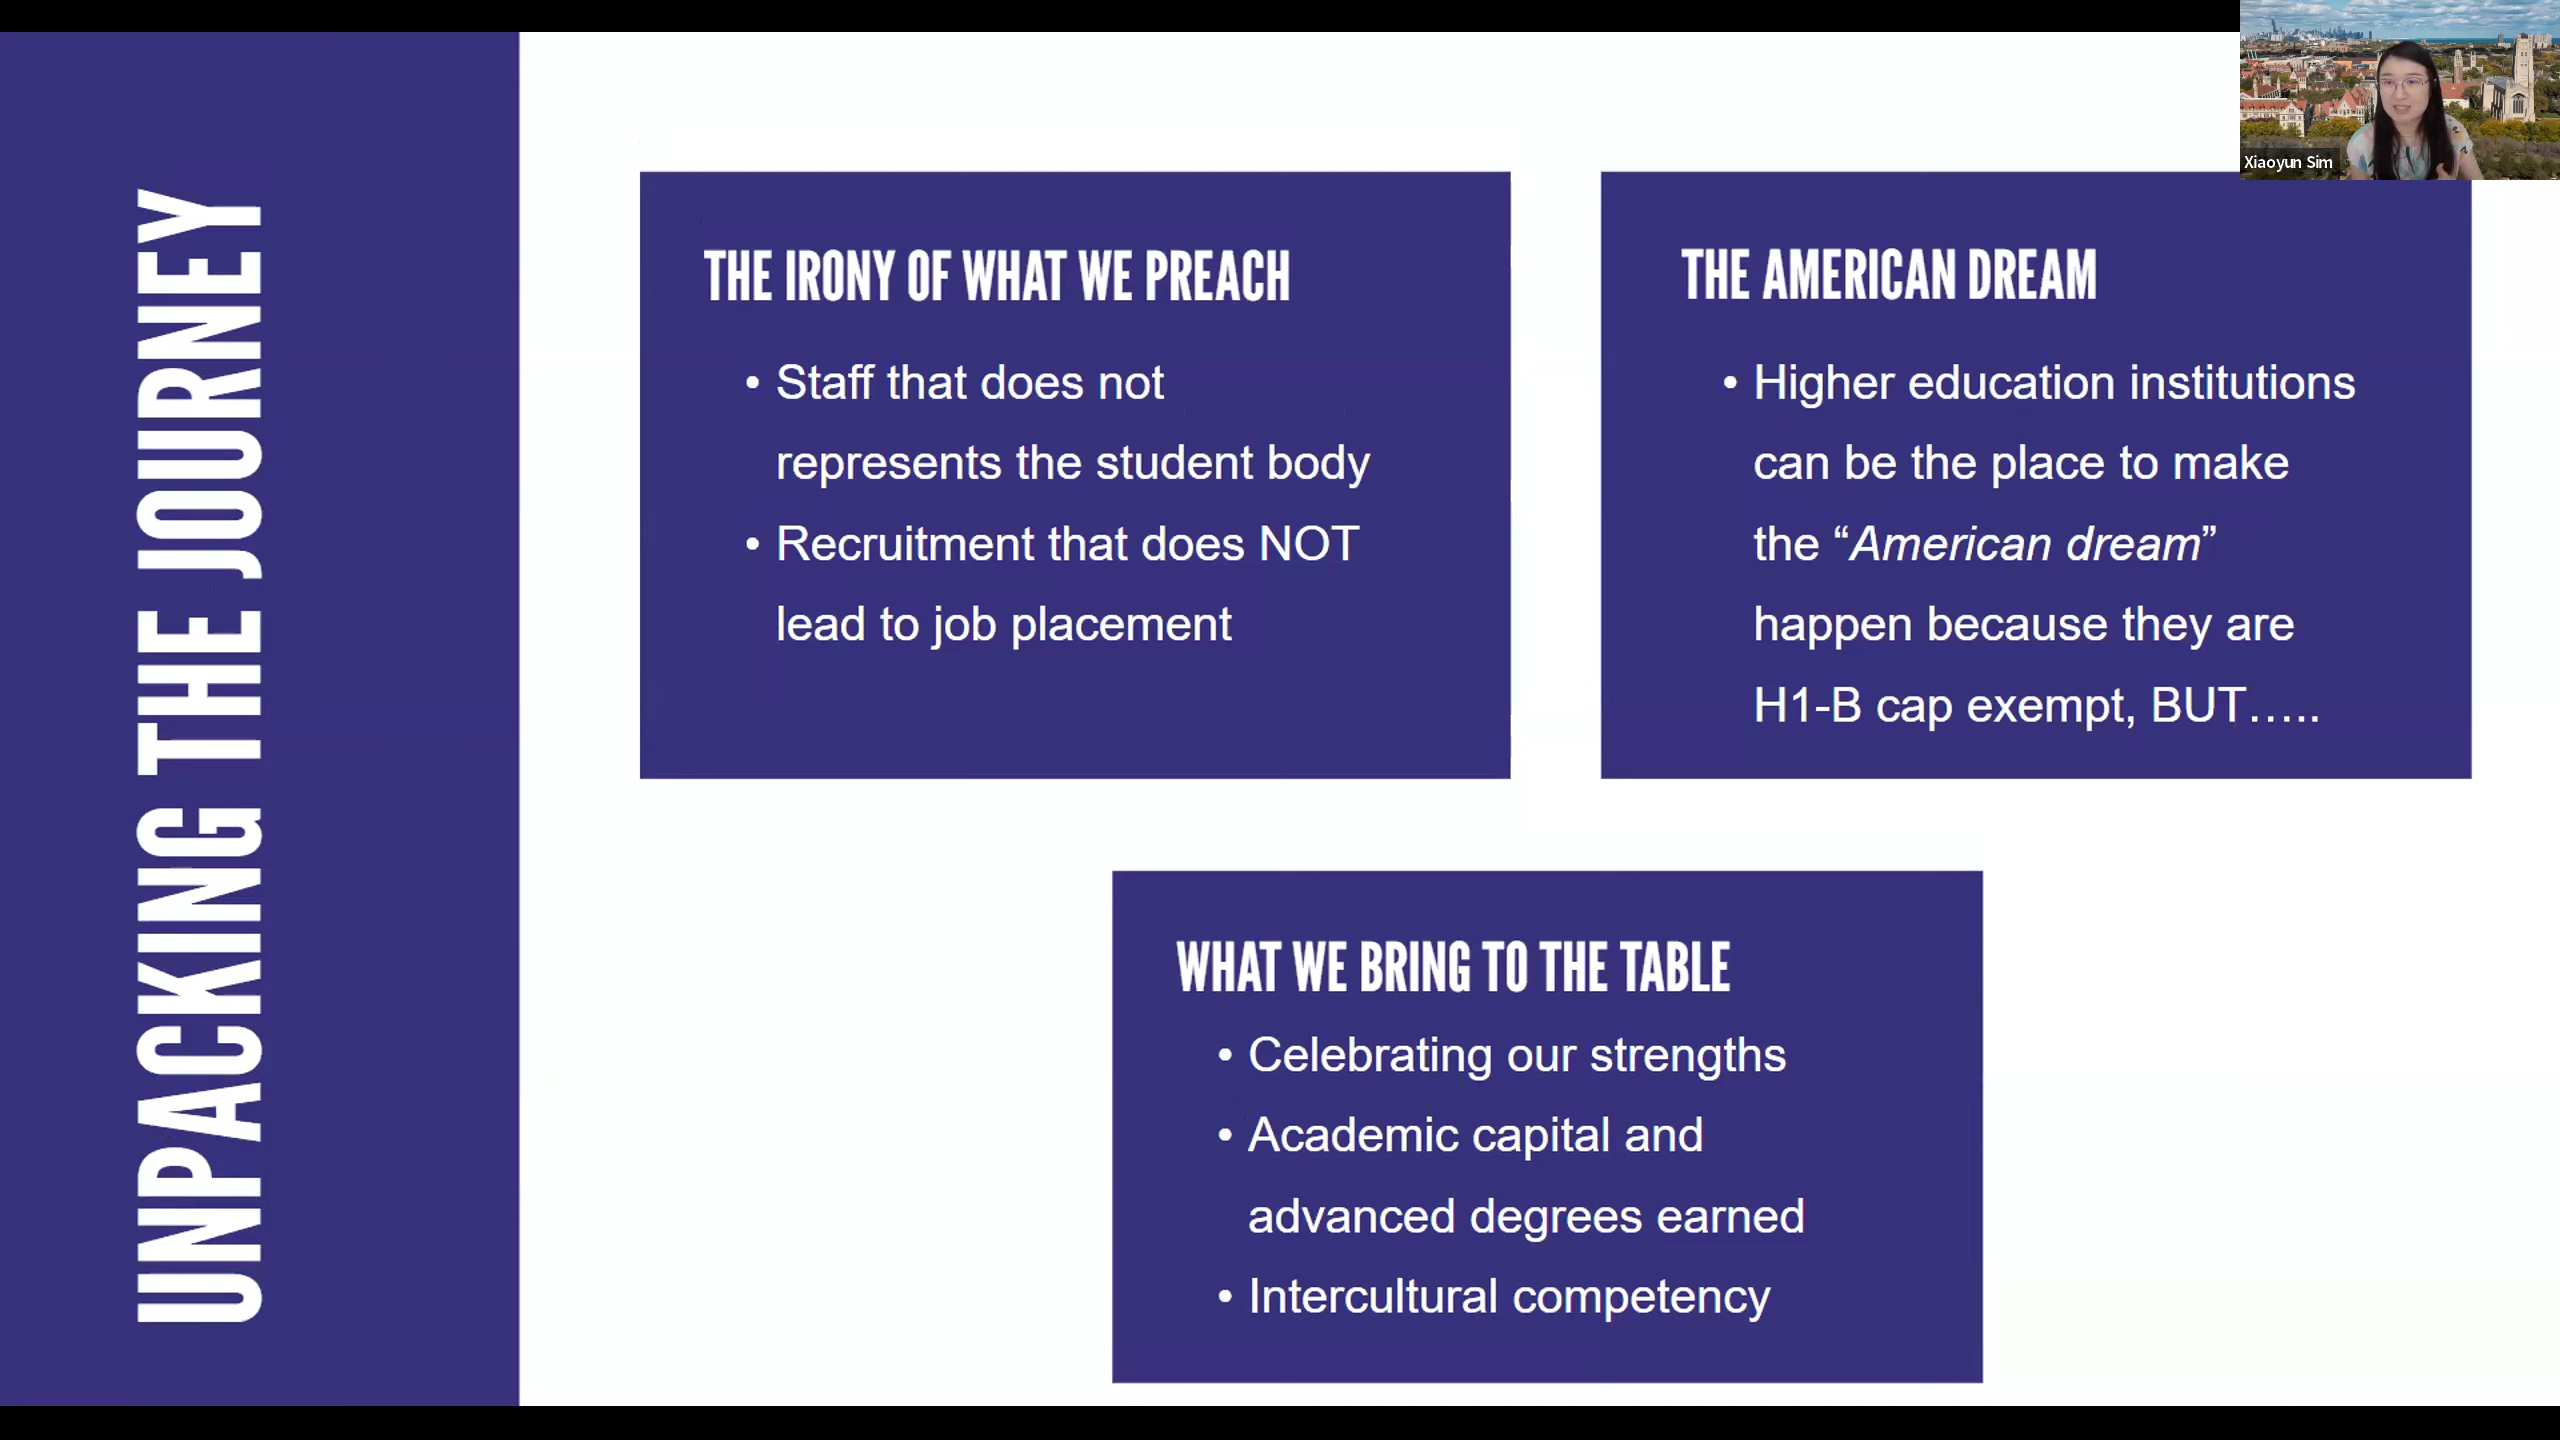 UNPACKING THE JOURNEY
THE IRONY OF WHAT WE PREACH
• Staff that does not
represents the student body
• Recruitment that does NOT
lead to job placement
THE AMERICAN DREAM
• Higher education institutions
can be the place to make
the “American dream”
happen because they are
H1-B cap exempt, BUT…..
WHAT WE BRING TO THE TABLE
• Celebrating our strengths
• Academic capital and
advanced degrees earned
• Intercultural competency
Xiaoyun Sim